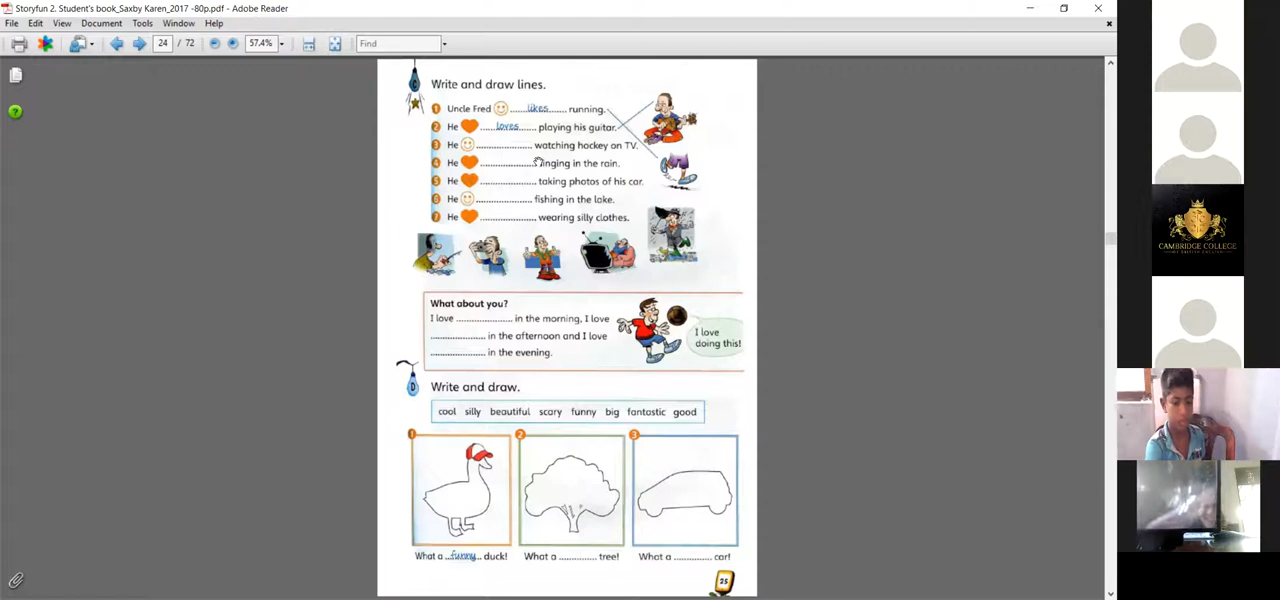 Storyfun 2. Student's book_Saxby Karen_2017 -80p.pdf - Adobe Reader
File Edit View Document Tools Window Help
24 / 72 57.4% Find
C Write and draw lines.
1 Uncle Fred ..likes.. running.
2 He ..loves.. playing his guitar.
3 He .................... watching hockey on TV.
4 He .................... singing in the rain.
5 He .................... taking photos of his car.
6 He .................... fishing in the lake.
7 He .................... wearing silly clothes.
What about you?
I love .................... in the morning, I love
.................... in the afternoon and I love
.................... in the evening.
I love
doing this!
D Write and draw.
cool silly beautiful scary funny big fantastic good
1 2 3
What a ..funny.. duck! What a ............. tree! What a ............. car!
25
CAMBRIDGE COLLEGE